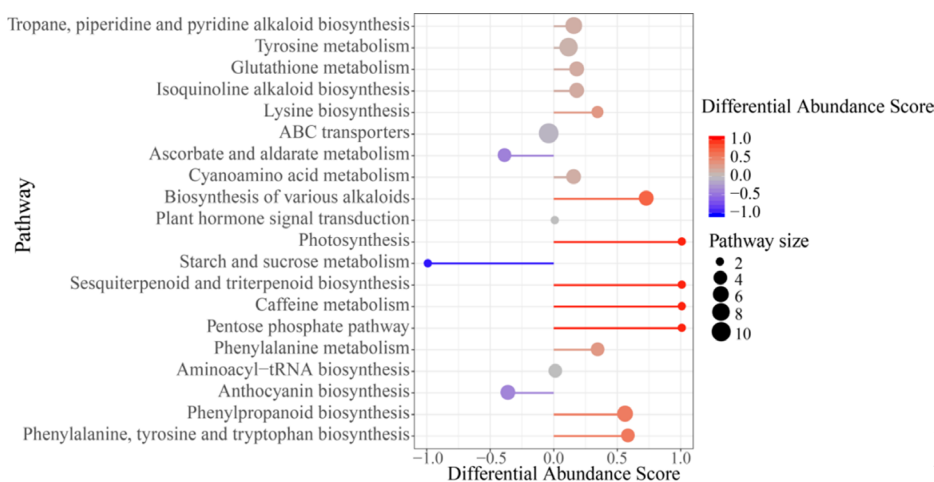 Tropane, piperidine and pyridine alkaloid biosynthesis
Tyrosine metabolism
Glutathione metabolism
Isoquinoline alkaloid biosynthesis
Lysine biosynthesis
ABC transporters
Ascorbate and aldarate metabolism
Cyanoamino acid metabolism
Biosynthesis of various alkaloids
Plant hormone signal transduction
Photosynthesis
Starch and sucrose metabolism
Sesquiterpenoid and triterpenoid biosynthesis
Caffeine metabolism
Pentose phosphate pathway
Phenylalanine metabolism
Aminoacyl−tRNA biosynthesis
Anthocyanin biosynthesis
Phenylpropanoid biosynthesis
Phenylalanine, tyrosine and tryptophan biosynthesis
Pathway
−1.0 −0.5 0.0 0.5 1.0
Differential Abundance Score
Differential Abundance Score
1.0
0.5
0.0
−0.5
−1.0
Pathway size
2
4
6
8
10